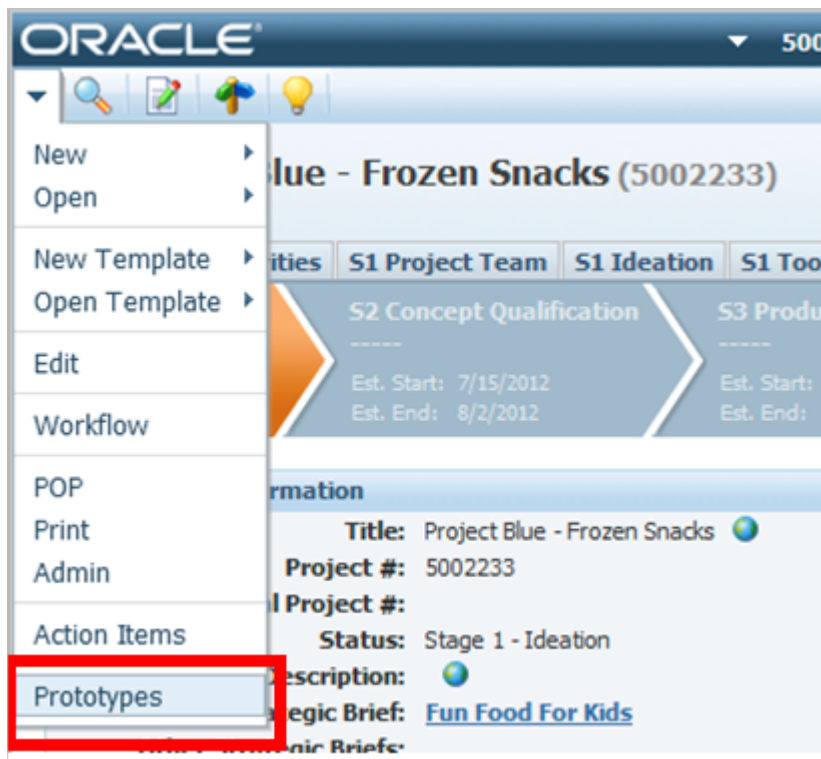 ORACLE
500
New
Open
lue - Frozen Snacks (5002233)
New Template
Open Template
ities S1 Project Team S1 Ideation S1 Too
S2 Concept Qualification S3 Produ
----- -----
Edit
Est. Start: 7/15/2012 Est. Start:
Est. End: 8/2/2012 Est. End:
Workflow
POP
rmation
Print
Title: Project Blue - Frozen Snacks
Admin
Project #: 5002233
l Project #:
Action Items
Status: Stage 1 - Ideation
Description:
Prototypes
ategic Brief: Fun Food For Kids
Briefs: